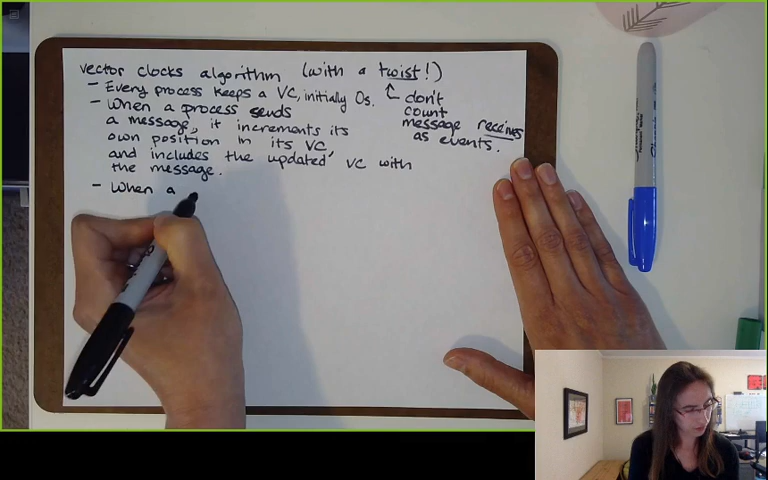 vector clocks algorithm (with a twist!)
- Every process keeps a VC, initially 0s.
don't
count
message receives
as events.
- When a process sends
a message, it increments its
own position in its VC,
and includes the updated VC with
the message.
- When a